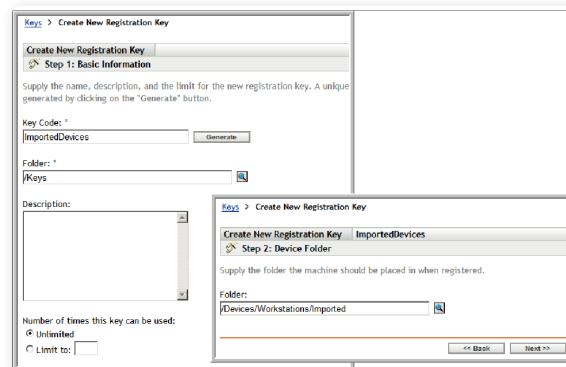 Keys > Create New Registration Key
Create New Registration Key
Step 1: Basic Information
Supply the name, description, and the limit for the new registration key. A unique
generated by clicking on the "Generate" button.
Key Code: *
ImportedDevices
Generate
Folder: *
/Keys
Description:
Number of times this key can be used:
Unlimited
Limit to:
Keys > Create New Registration Key
Create New Registration Key ImportedDevices
Step 2: Device Folder
Supply the folder the machine should be placed in when registered.
Folder:
/Devices/Workstations/Imported
<< Back Next >>